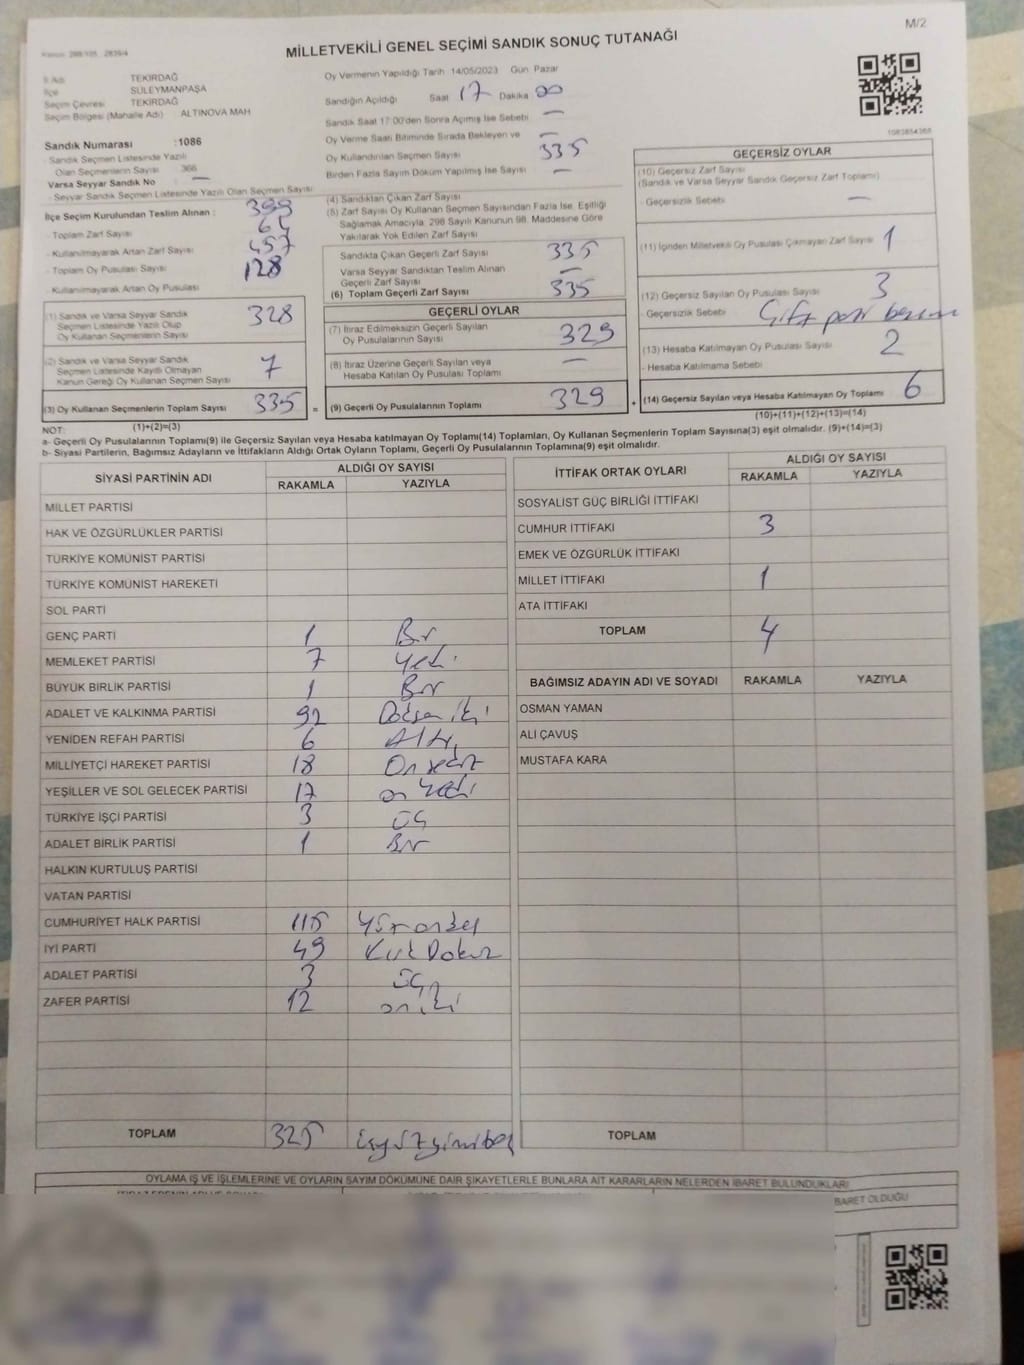 M/2
MİLLETVEKİLİ GENEL SEÇİMİ SANDIK SONUÇ TUTANAĞI
İl Adı TEKİRDAĞ
İlçe SÜLEYMANPAŞA
Seçim Çevresi TEKİRDAĞ
Seçim Bölgesi (Mahalle Adı) ALTINOVA MAH
Sandık Numarası :1086
- Sandık Seçmen Listesinde Yazılı
Olan Seçmenlerin Sayısı 366
Varsa Seyyar Sandık No —
- Seyyar Sandık Seçmen Listesinde Yazılı Olan Seçmen Sayısı
İlçe Seçim Kurulundan Teslim Alınan : 399
- Toplam Zarf Sayısı 64
- Kullanılmayarak Artan Zarf Sayısı 457
- Toplam Oy Pusulası Sayısı 128
- Kullanılmayarak Artan Oy Pusulası
(1) Sandık ve Varsa Seyyar Sandık
Seçmen Listesinde Yazılı Olup
Oy Kullanan Seçmenlerin Sayısı 328
(2) Sandık ve Varsa Seyyar Sandık
Seçmen Listesinde Kayıtlı Olmayan
Kanun Gereği Oy Kullanan Seçmen Sayısı 7
(3) Oy Kullanan Seçmenlerin Toplam Sayısı 335 =
(1)+(2)=(3)
Oy Vermenin Yapıldığı Tarih 14/05/2023 Gün Pazar
Sandığın Açıldığı Saat 17 Dakika 00
Sandık Saat 17:00'den Sonra Açılmış İse Sebebi —
Oy Verme Saati Bitiminde Sırada Bekleyen ve —
Oy Kullandırılan Seçmen Sayısı 335
Birden Fazla Sayım Döküm Yapılmış İse Sayısı —
(4) Sandıktan Çıkan Zarf Sayısı
(5) Zarf Sayısı Oy Kullanan Seçmen Sayısından Fazla İse, Eşitliği
Sağlamak Amacıyla; 298 Sayılı Kanunun 98. Maddesine Göre
Yakılarak Yok Edilen Zarf Sayısı
Sandıkta Çıkan Geçerli Zarf Sayısı 335
Varsa Seyyar Sandıktan Teslim Alınan
Geçerli Zarf Sayısı —
(6) Toplam Geçerli Zarf Sayısı 335
GEÇERLİ OYLAR
(7) İtiraz Edilmeksizin Geçerli Sayılan
Oy Pusulalarının Sayısı 329
(8) İtiraz Üzerine Geçerli Sayılan veya
Hesaba Katılan Oy Pusulası Toplamı —
(9) Geçerli Oy Pusulalarının Toplamı 329 +
GEÇERSİZ OYLAR
(10) Geçersiz Zarf Sayısı
(Sandık ve Varsa Seyyar Sandık Geçersiz Zarf Toplamı)
- Geçersizlik Sebebi —
(11) İçinden Milletvekili Oy Pusulası Çıkmayan Zarf Sayısı 1
(12) Geçersiz Sayılan Oy Pusulası Sayısı 3
- Geçersizlik Sebebi Çift
(13) Hesaba Katılmayan Oy Pusulası Sayısı 2
- Hesaba Katılmama Sebebi
(14) Geçersiz Sayılan veya Hesaba Katılmayan Oy Toplamı 6
(10)+(11)+(12)+(13)=(14)
NOT:
a- Geçerli Oy Pusulalarının Toplamı(9) ile Geçersiz Sayılan veya Hesaba katılmayan Oy Toplamı(14) Toplamları, Oy Kullanan Seçmenlerin Toplam Sayısına(3) eşit olmalıdır. (9)+(14)=(3)
b- Siyasi Partilerin, Bağımsız Adayların ve İttifakların Aldığı Ortak Oyların Toplamı, Geçerli Oy Pusulalarının Toplamına(9) eşit olmalıdır.
SİYASİ PARTİNİN ADI ALDIĞI OY SAYISI
RAKAMLA YAZIYLA
MİLLET PARTİSİ
HAK VE ÖZGÜRLÜKLER PARTİSİ
TÜRKİYE KOMÜNİST PARTİSİ
TÜRKİYE KOMÜNİST HAREKETİ
SOL PARTİ
GENÇ PARTİ 1 Bir
MEMLEKET PARTİSİ 7 Yedi
BÜYÜK BİRLİK PARTİSİ 1 Bir
ADALET VE KALKINMA PARTİSİ 92 Doksan iki
YENİDEN REFAH PARTİSİ 6 Altı
MİLLİYETÇİ HAREKET PARTİSİ 18 On sekiz
YEŞİLLER VE SOL GELECEK PARTİSİ 17 on Yedi
TÜRKİYE İŞÇİ PARTİSİ 3 üç
ADALET BİRLİK PARTİSİ 1 Bir
HALKIN KURTULUŞ PARTİSİ
VATAN PARTİSİ
CUMHURİYET HALK PARTİSİ 115 Yüz onbeş
İYİ PARTİ 49 Kırk Dokuz
ADALET PARTİSİ 3 üç
ZAFER PARTİSİ 12 on iki
TOPLAM 325 üçyüzyirmibeş
İTTİFAK ORTAK OYLARI ALDIĞI OY SAYISI
RAKAMLA YAZIYLA
SOSYALİST GÜÇ BİRLİĞİ İTTİFAKI
CUMHUR İTTİFAKI 3
EMEK VE ÖZGÜRLÜK İTTİFAKI
MİLLET İTTİFAKI 1
ATA İTTİFAKI
TOPLAM 4
BAĞIMSIZ ADAYIN ADI VE SOYADI RAKAMLA YAZIYLA
OSMAN YAMAN
ALİ ÇAVUŞ
MUSTAFA KARA
TOPLAM
OYLAMA İŞ VE İŞLEMLERİNE VE OYLARIN SAYIM DÖKÜMÜNE DAİR ŞİKAYETLERLE BUNLARA AİT KARARLARIN NELERDEN İBARET BULUNDUKLARI
İBARET OLDUĞU